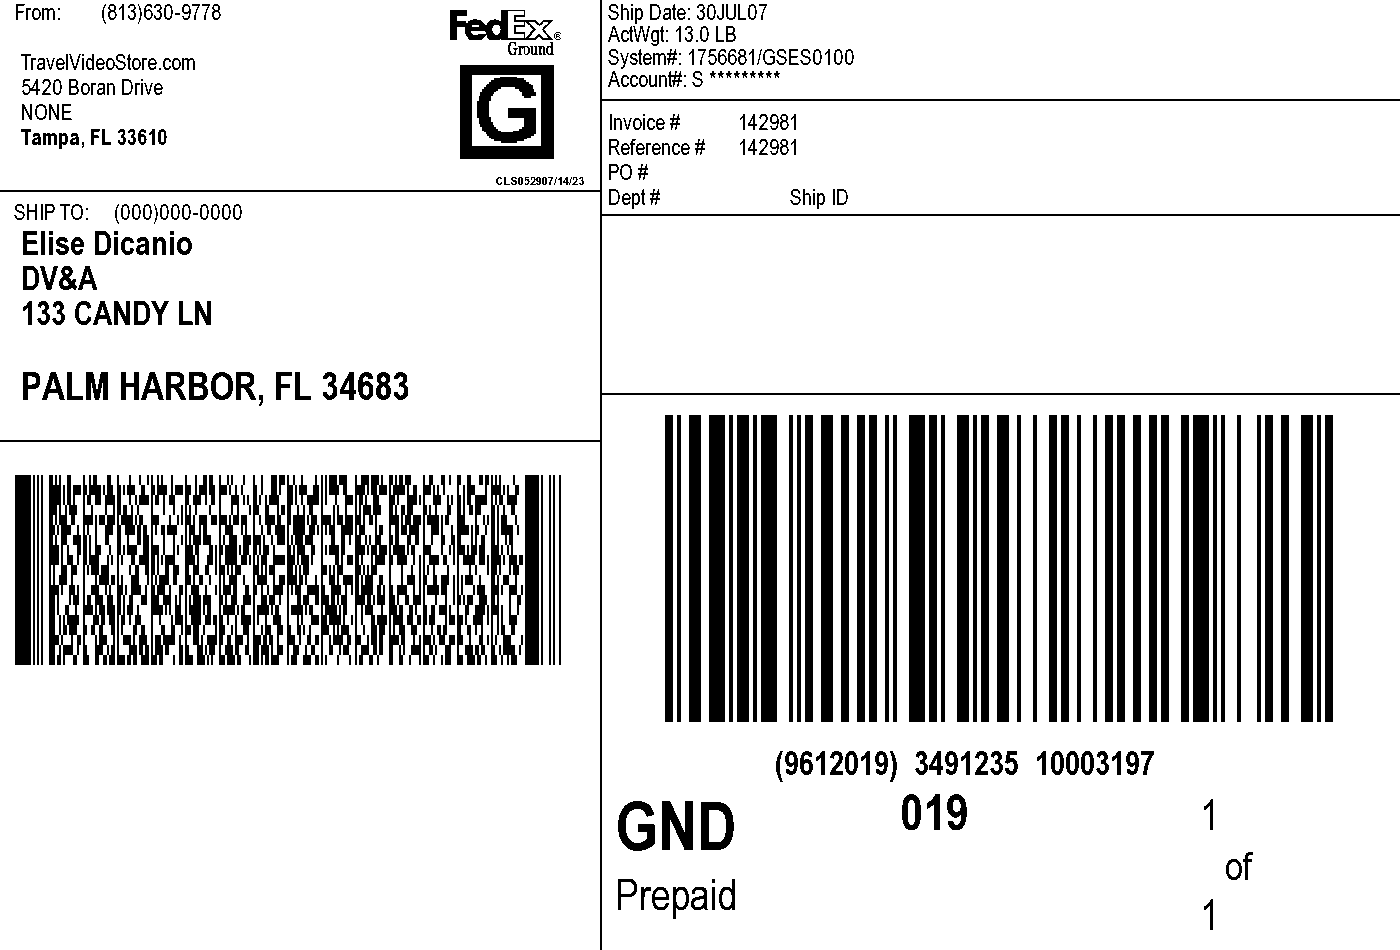 From: (813)630-9778
TravelVideoStore.com
5420 Boran Drive
NONE
Tampa, FL 33610
FedEx®
Ground
G
CLS052907/14/23
SHIP TO: (000)000-0000
Elise Dicanio
DV&A
133 CANDY LN
PALM HARBOR, FL 34683
Ship Date: 30JUL07
ActWgt: 13.0 LB
System#: 1756681/GSES0100
Account#: S *********
Invoice # 142981
Reference # 142981
PO #
Dept # Ship ID
(9612019) 3491235 10003197
GND 019 1
of
Prepaid 1